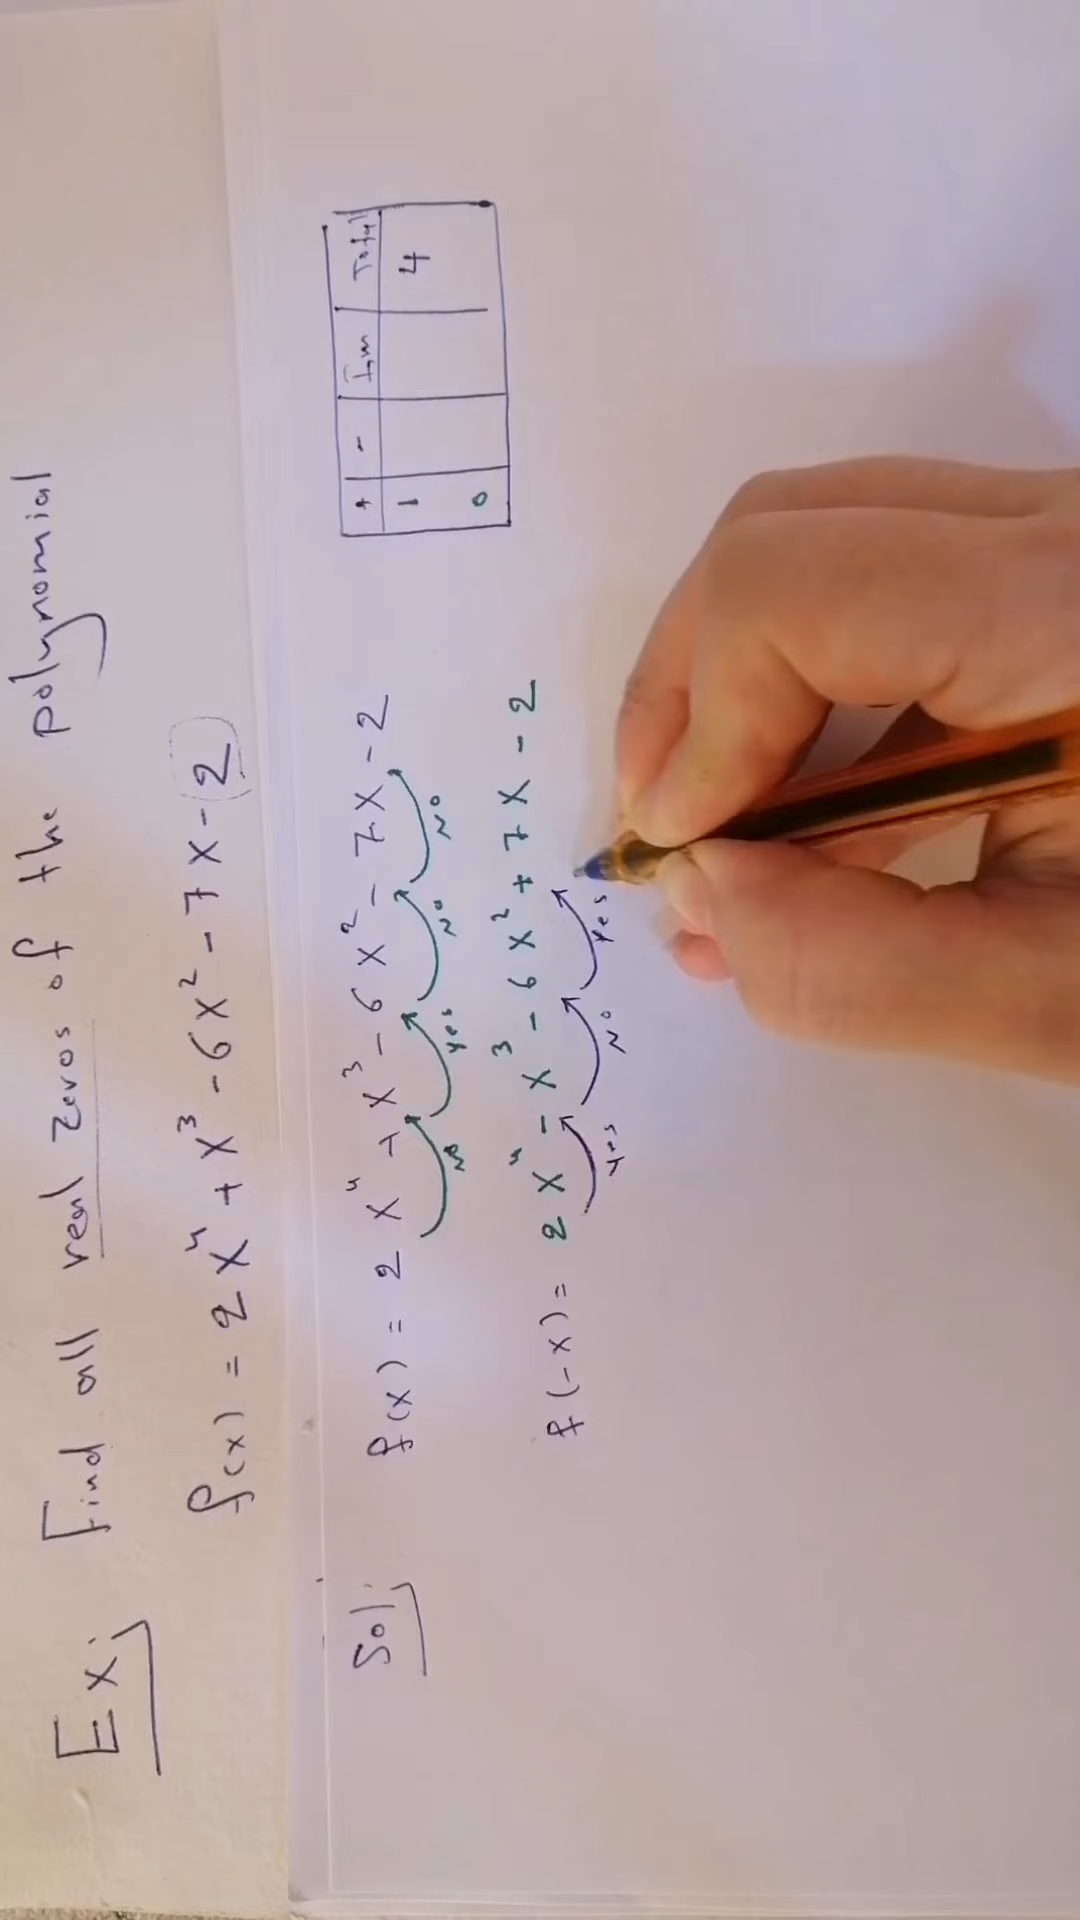 Ex: Find all real zeros of the polynomial
f(x) = 2x⁴ + x³ - 6x² - 7x - 2
Sol:
f(x) = 2x⁴ + x³ - 6x² - 7x - 2
No Yes No No
f(-x) = 2x⁴ - x³ - 6x² + 7x - 2
Yes No Yes
+ - Im Total
1 4
0